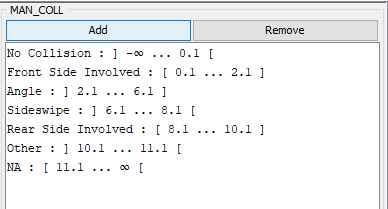 MAN_COLL
Add Remove
No Collision : ] -∞ ... 0.1 [
Front Side Involved : [ 0.1 ... 2.1 ]
Angle : ] 2.1 ... 6.1 ]
Sideswipe : ] 6.1 ... 8.1 [
Rear Side Involved : [ 8.1 ... 10.1 ]
Other : ] 10.1 ... 11.1 [
NA : [ 11.1 ... ∞ [